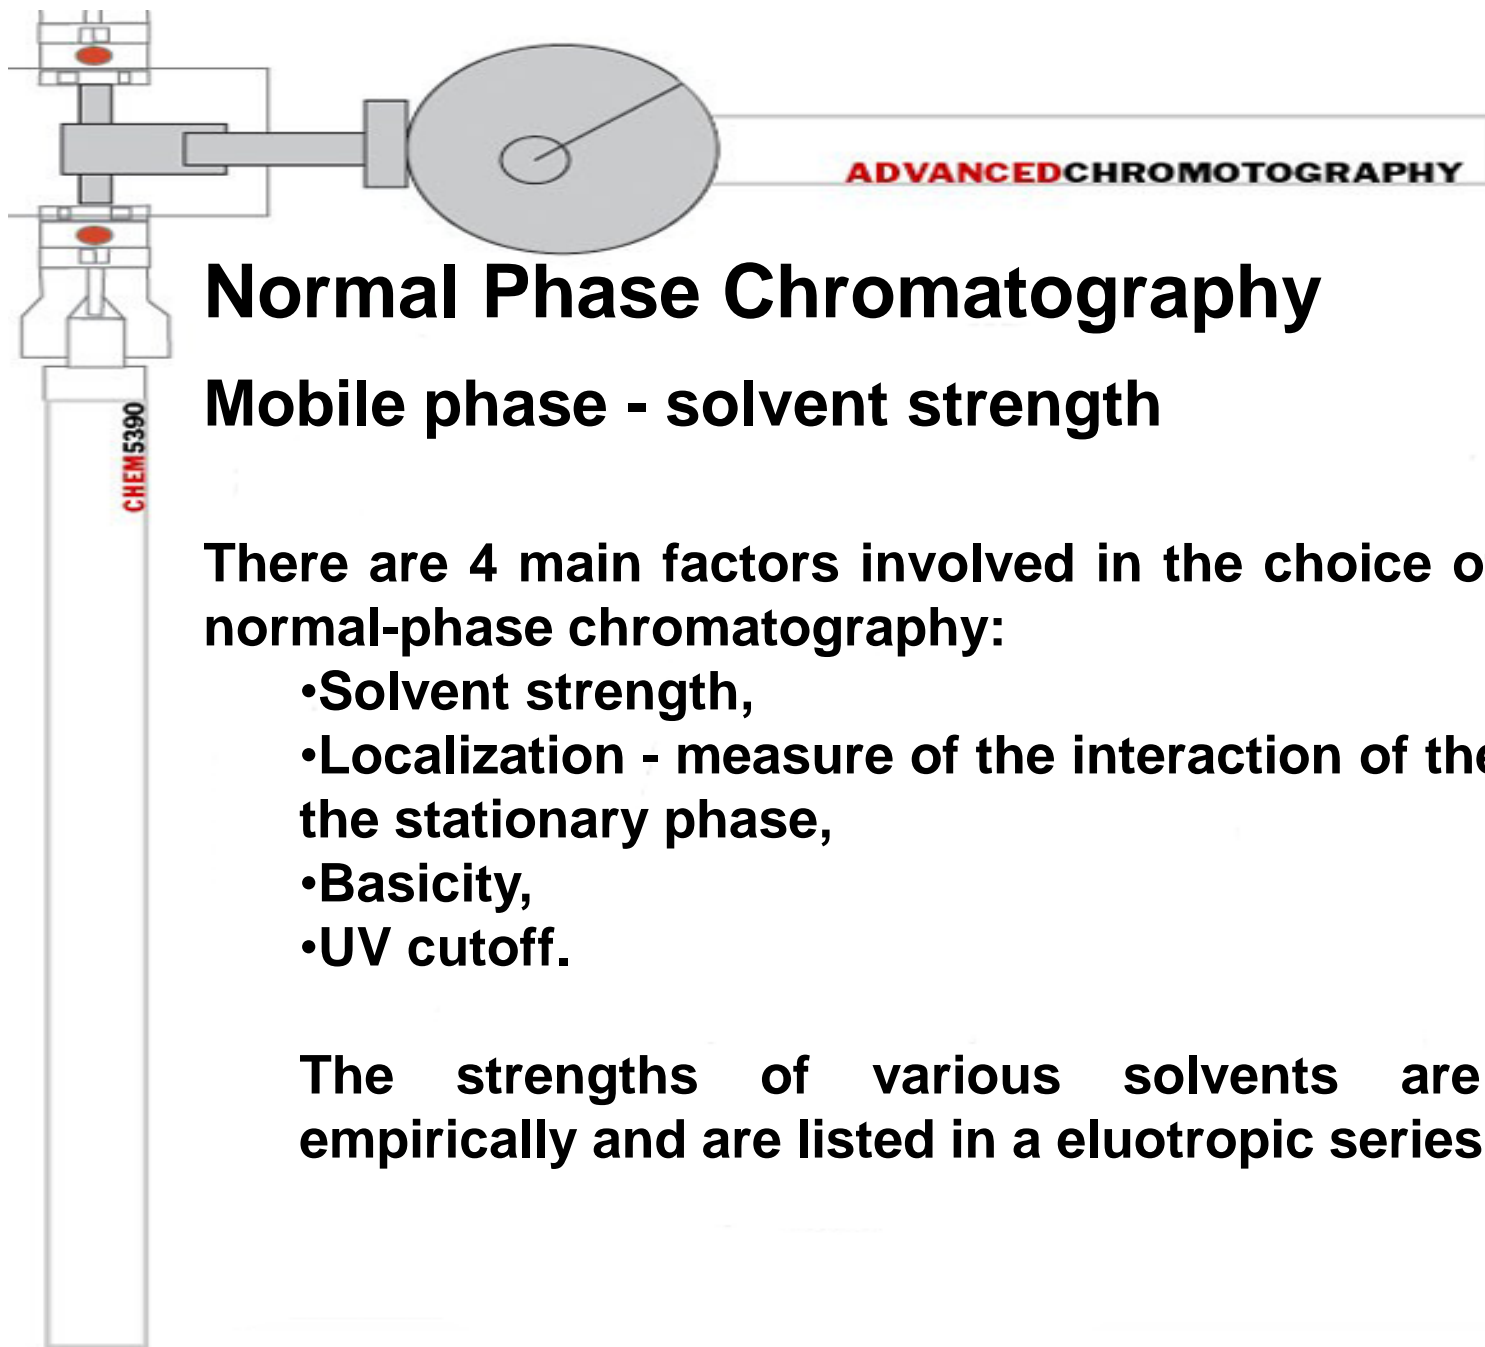 ADVANCEDCHROMOTOGRAPHY
Normal Phase Chromatography
Mobile phase - solvent strength
CHEM5390
There are 4 main factors involved in the choice o
normal-phase chromatography:
•Solvent strength,
•Localization - measure of the interaction of the
the stationary phase,
•Basicity,
•UV cutoff.
The strengths of various solvents are
empirically and are listed in a eluotropic series